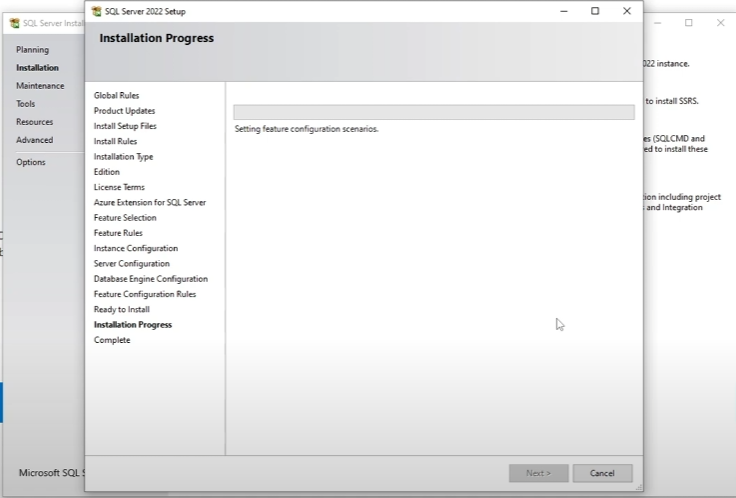 SQL Server Instal
Planning
Installation
Maintenance
Tools
Resources
Advanced
Options
Microsoft SQL S
SQL Server 2022 Setup
Installation Progress
Global Rules
Product Updates
Install Setup Files
Install Rules
Installation Type
Edition
License Terms
Azure Extension for SQL Server
Feature Selection
Feature Rules
Instance Configuration
Server Configuration
Database Engine Configuration
Feature Configuration Rules
Ready to Install
Installation Progress
Complete
Setting feature configuration scenarios.
Next >
Cancel
022 instance.
to install SSRS.
es (SQLCMD and
ed to install these
ion including project
and Integration